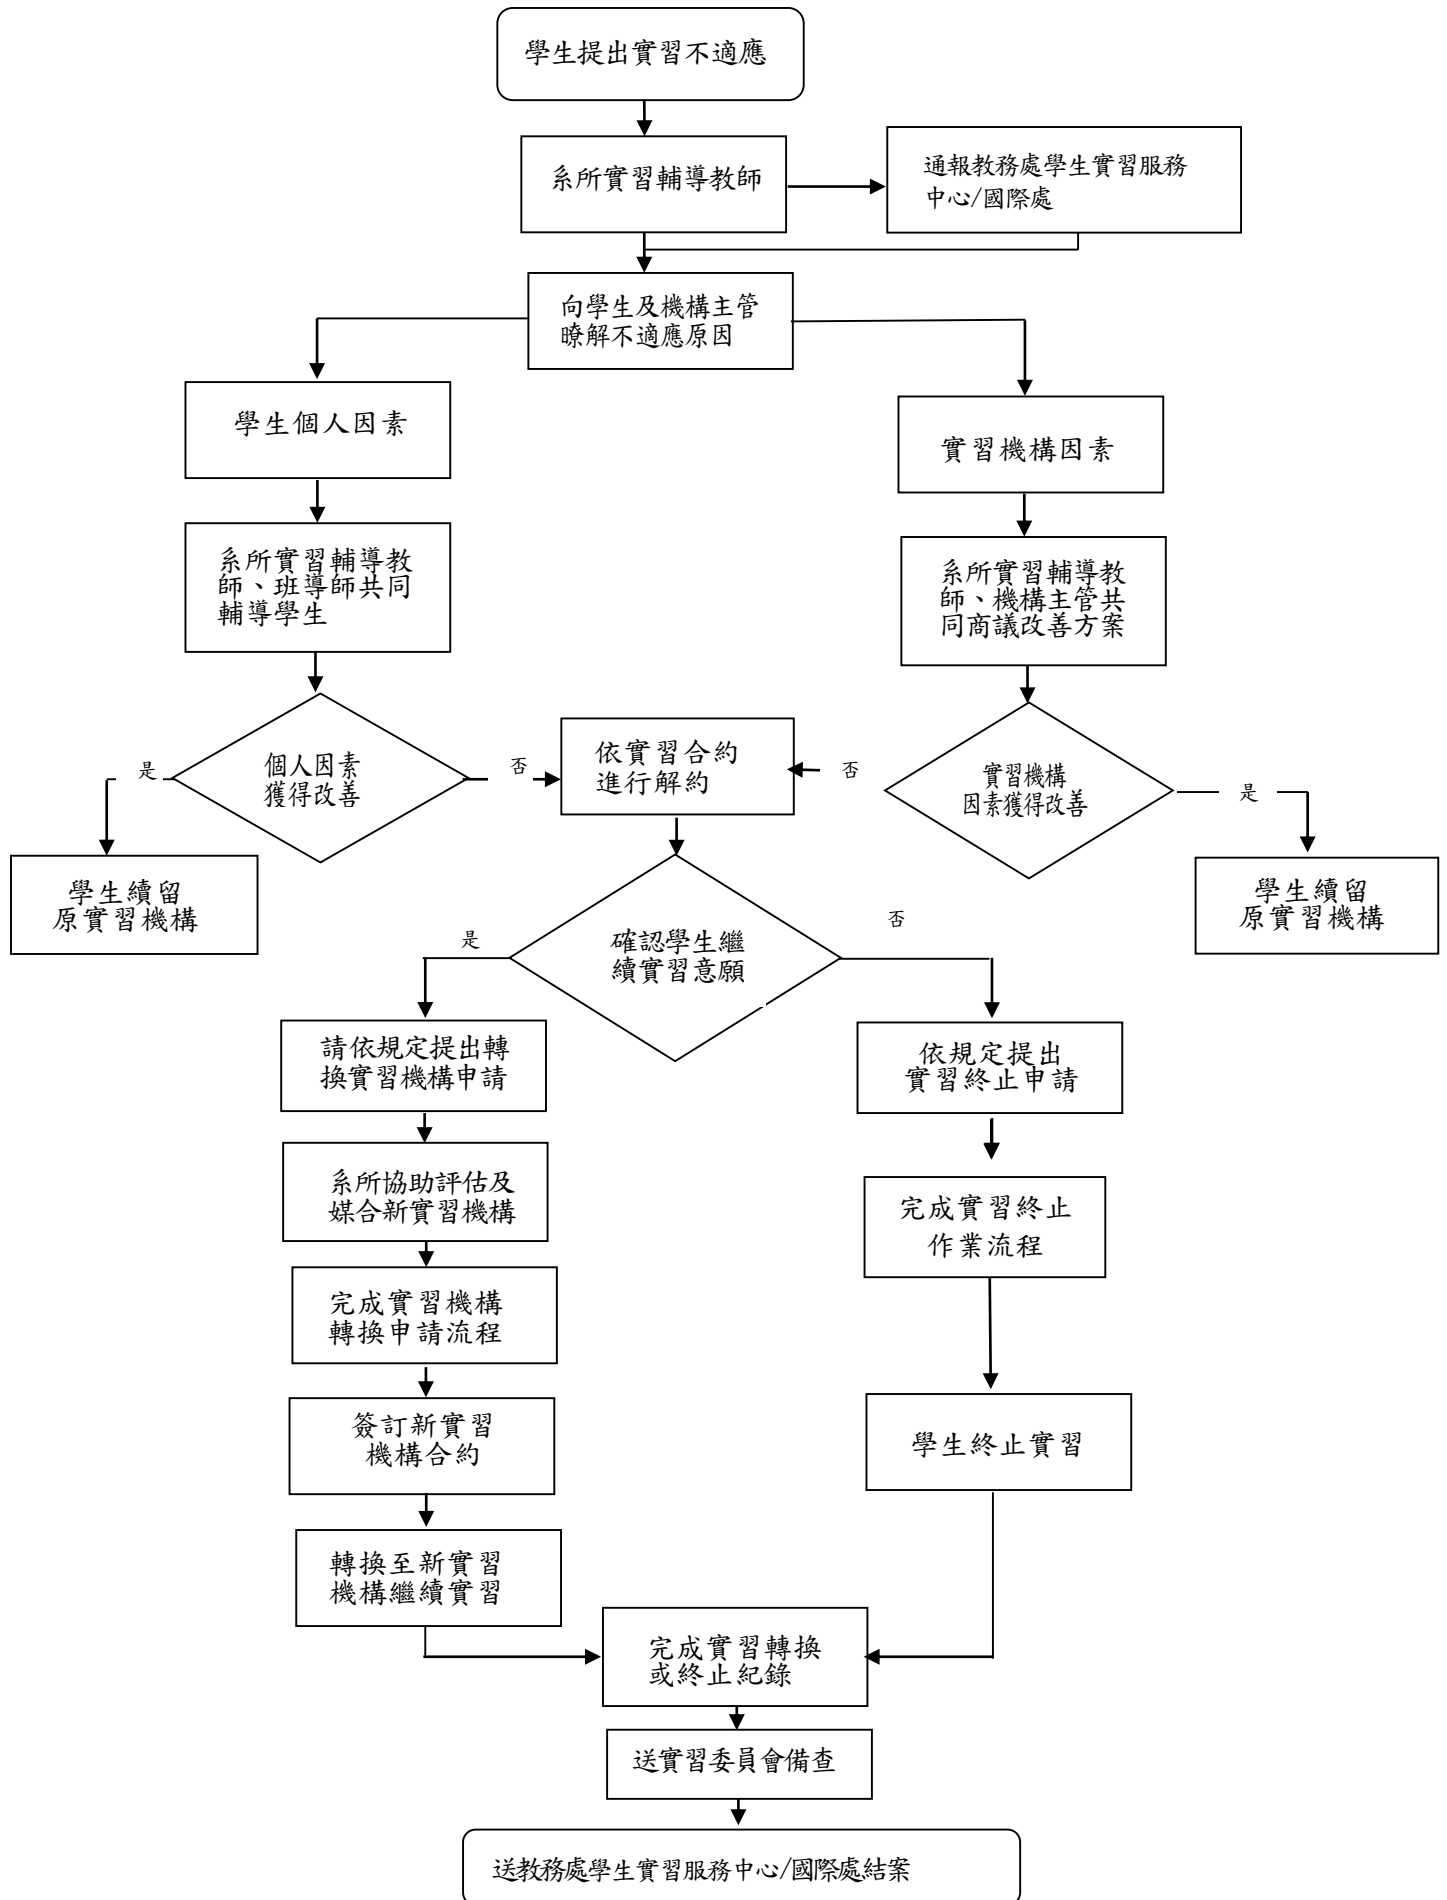 學生提出實習不適應
系所實習輔導教師
通報教務處學生實習服務
中心/國際處
向學生及機構主管
瞭解不適應原因
學生個人因素
實習機構因素
系所實習輔導教
師、班導師共同
輔導學生
系所實習輔導教
師、機構主管共
同商議改善方案
是
個人因素
獲得改善
否
依實習合約
進行解約
否
實習機構
因素獲得改善
是
學生續留
原實習機構
學生續留
原實習機構
是
確認學生繼
續實習意願
否
請依規定提出轉
換實習機構申請
依規定提出
實習終止申請
系所協助評估及
媒合新實習機構
完成實習終止
作業流程
完成實習機構
轉換申請流程
簽訂新實習
機構合約
學生終止實習
轉換至新實習
機構繼續實習
完成實習轉換
或終止紀錄
送實習委員會備查
送教務處學生實習服務中心/國際處結案